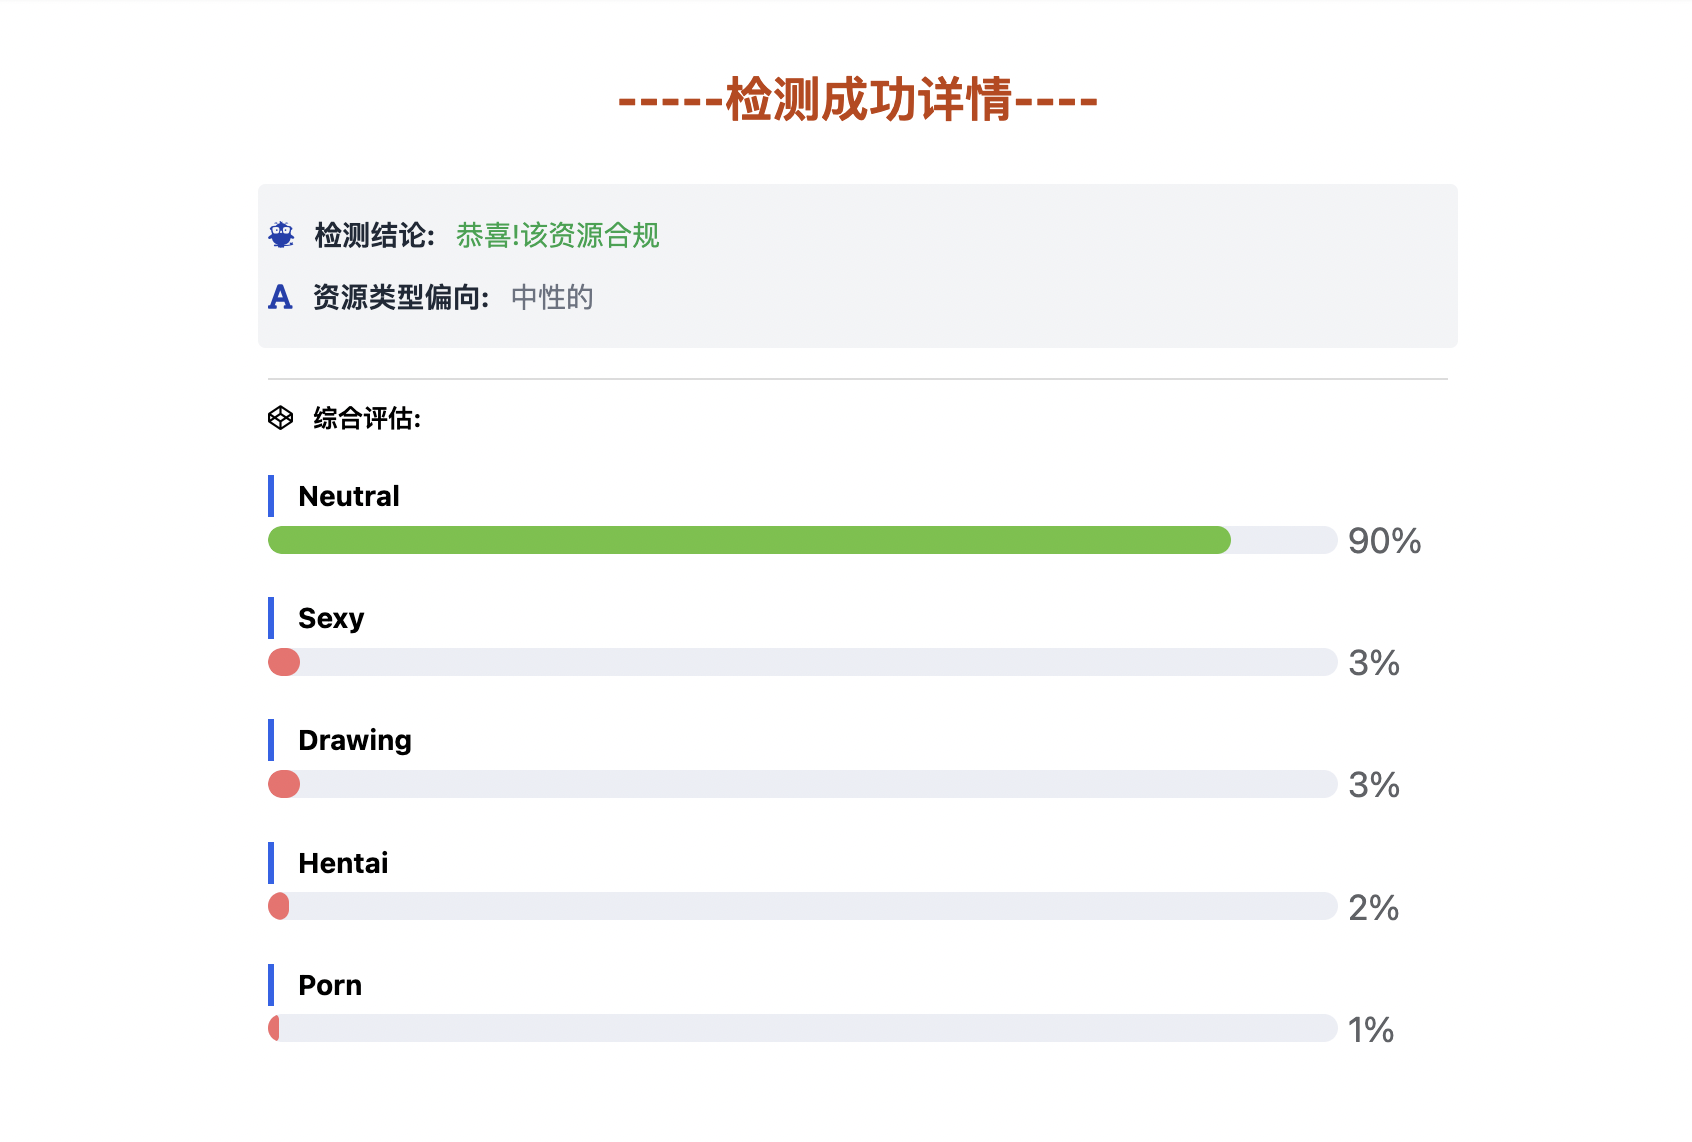 -----检测成功详情----
检测结论: 恭喜!该资源合规
资源类型偏向: 中性的
综合评估:
Neutral
90%
Sexy
3%
Drawing
3%
Hentai
2%
Porn
1%